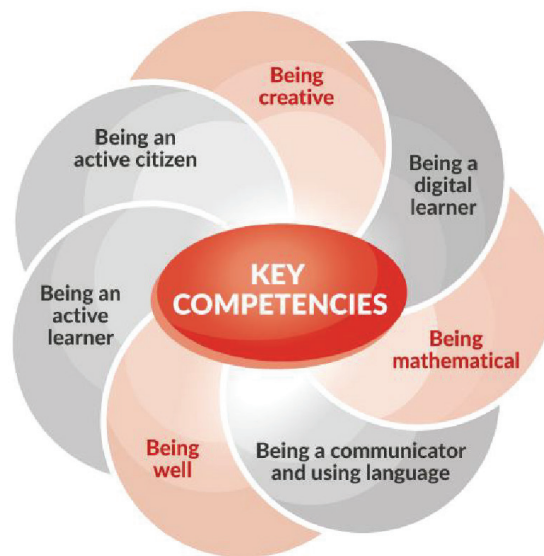 Being
creative
Being a
digital
learner
Being
mathematical
Being a communicator
and using language
Being
well
Being an
active
learner
Being an
active citizen
KEY
COMPETENCIES